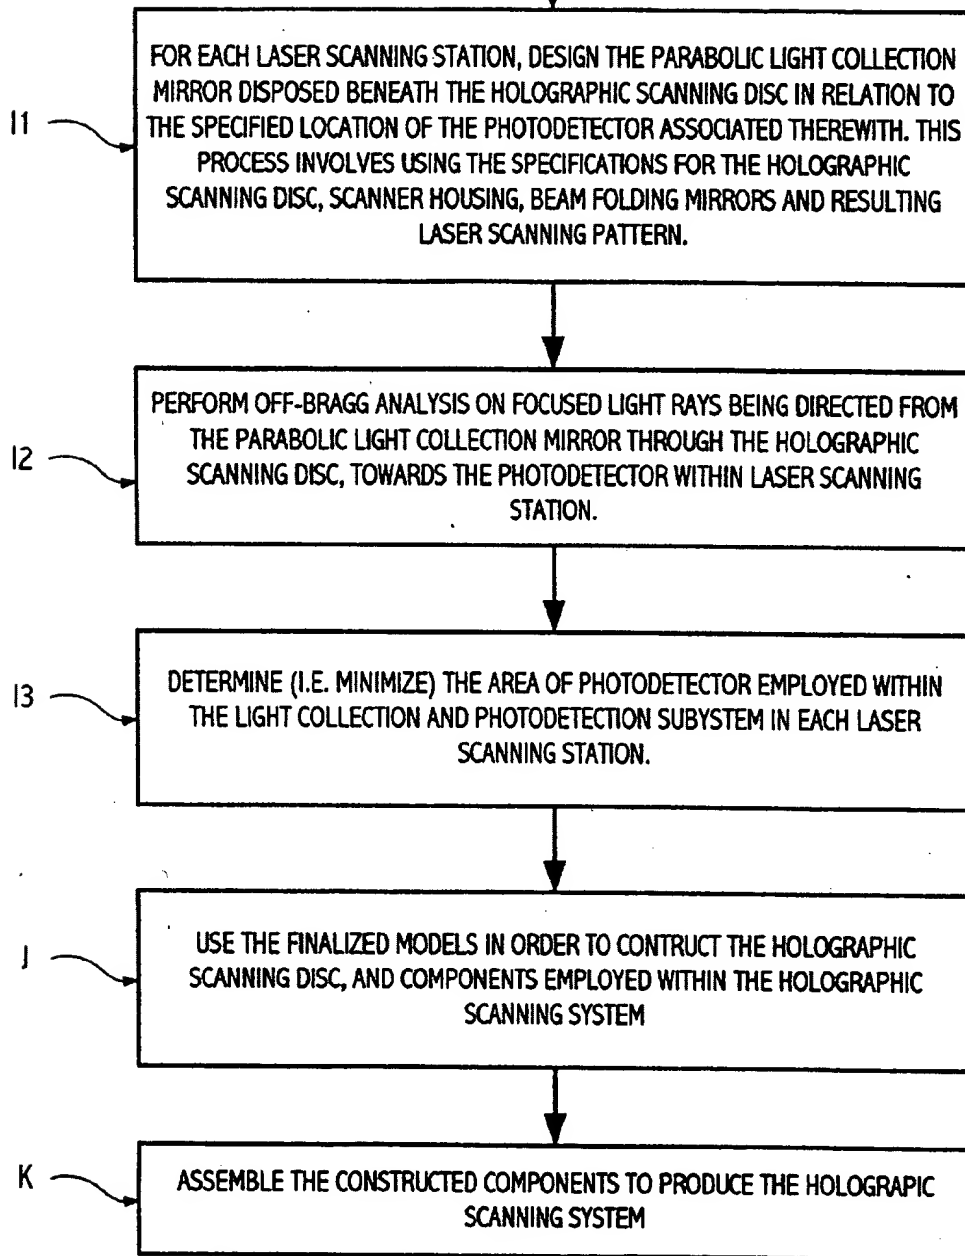 I1
FOR EACH LASER SCANNING STATION, DESIGN THE PARABOLIC LIGHT COLLECTION
MIRROR DISPOSED BENEATH THE HOLOGRAPHIC SCANNING DISC IN RELATION TO
THE SPECIFIED LOCATION OF THE PHOTODETECTOR ASSOCIATED THEREWITH. THIS
PROCESS INVOLVES USING THE SPECIFICATIONS FOR THE HOLOGRAPHIC
SCANNING DISC, SCANNER HOUSING, BEAM FOLDING MIRRORS AND RESULTING
LASER SCANNING PATTERN.
I2
PERFORM OFF-BRAGG ANALYSIS ON FOCUSED LIGHT RAYS BEING DIRECTED FROM
THE PARABOLIC LIGHT COLLECTION MIRROR THROUGH THE HOLOGRAPHIC
SCANNING DISC, TOWARDS THE PHOTODETECTOR WITHIN LASER SCANNING
STATION.
I3
DETERMINE (I.E. MINIMIZE) THE AREA OF PHOTODETECTOR EMPLOYED WITHIN
THE LIGHT COLLECTION AND PHOTODETECTION SUBYSTEM IN EACH LASER
SCANNING STATION.
J
USE THE FINALIZED MODELS IN ORDER TO CONTRUCT THE HOLOGRAPHIC
SCANNING DISC, AND COMPONENTS EMPLOYED WITHIN THE HOLOGRAPHIC
SCANNING SYSTEM
K
ASSEMBLE THE CONSTRUCTED COMPONENTS TO PRODUCE THE HOLOGRAPIC
SCANNING SYSTEM